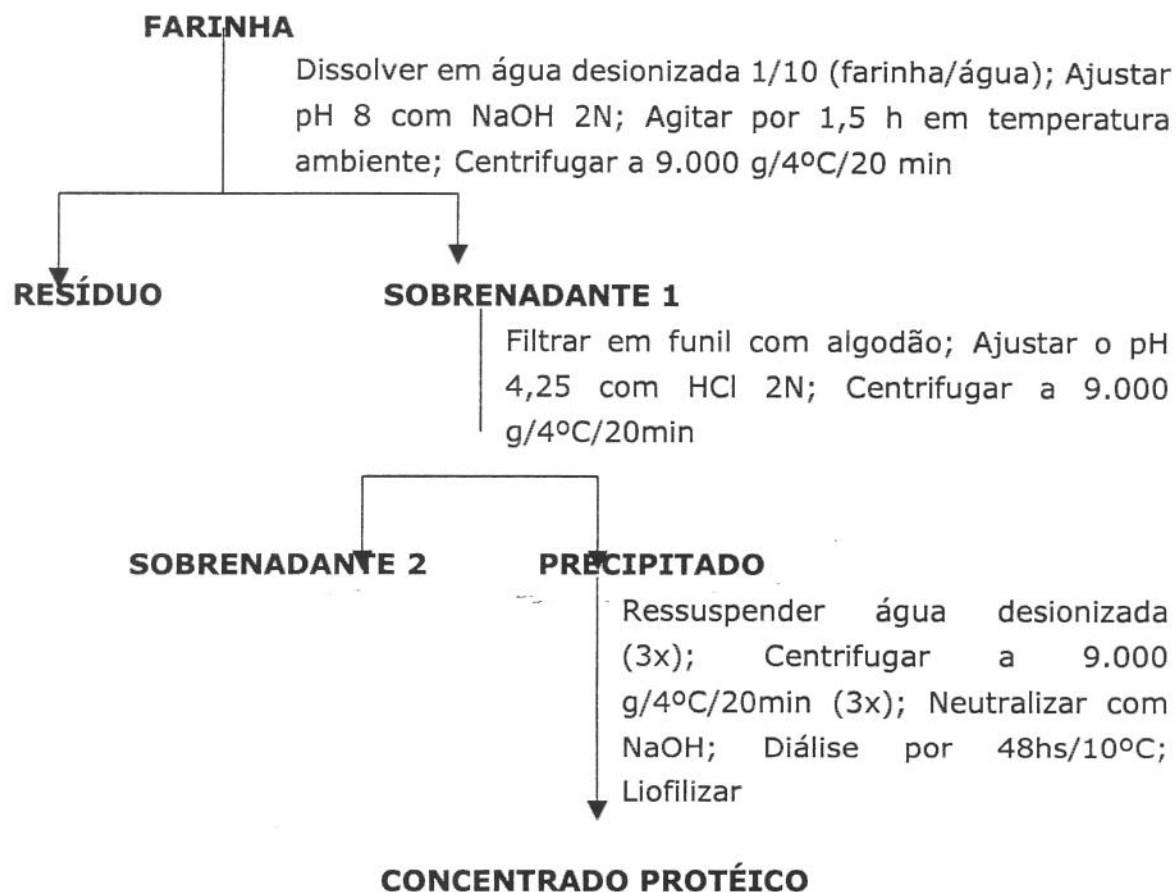 FARINHA
Dissolver em água desionizada 1/10 (farinha/água); Ajustar
pH 8 com NaOH 2N; Agitar por 1,5 h em temperatura
ambiente; Centrifugar a 9.000 g/4ºC/20 min
RESÍDUO
SOBRENADANTE 1
Filtrar em funil com algodão; Ajustar o pH
4,25 com HCl 2N; Centrifugar a 9.000
g/4ºC/20min
SOBRENADANTE 2
PRECIPITADO
Ressuspender água desionizada
(3x); Centrifugar a 9.000
g/4ºC/20min (3x); Neutralizar com
NaOH; Diálise por 48hs/10ºC;
Liofilizar
CONCENTRADO PROTÉICO